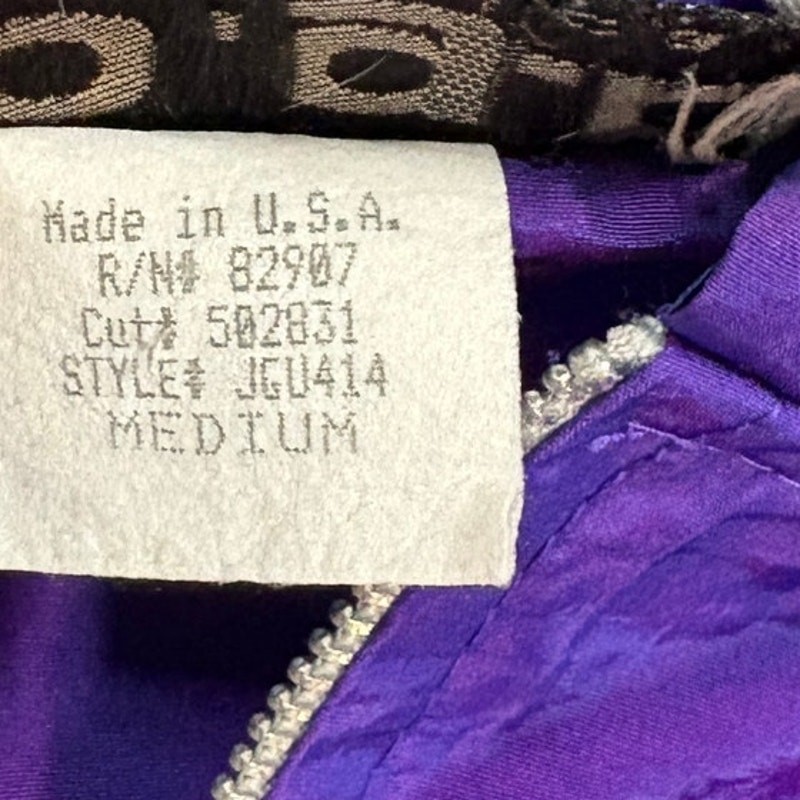 Made in U.S.A.
R/N# 82907
Cut# 502831
STYLE# JGU414
MEDIUM